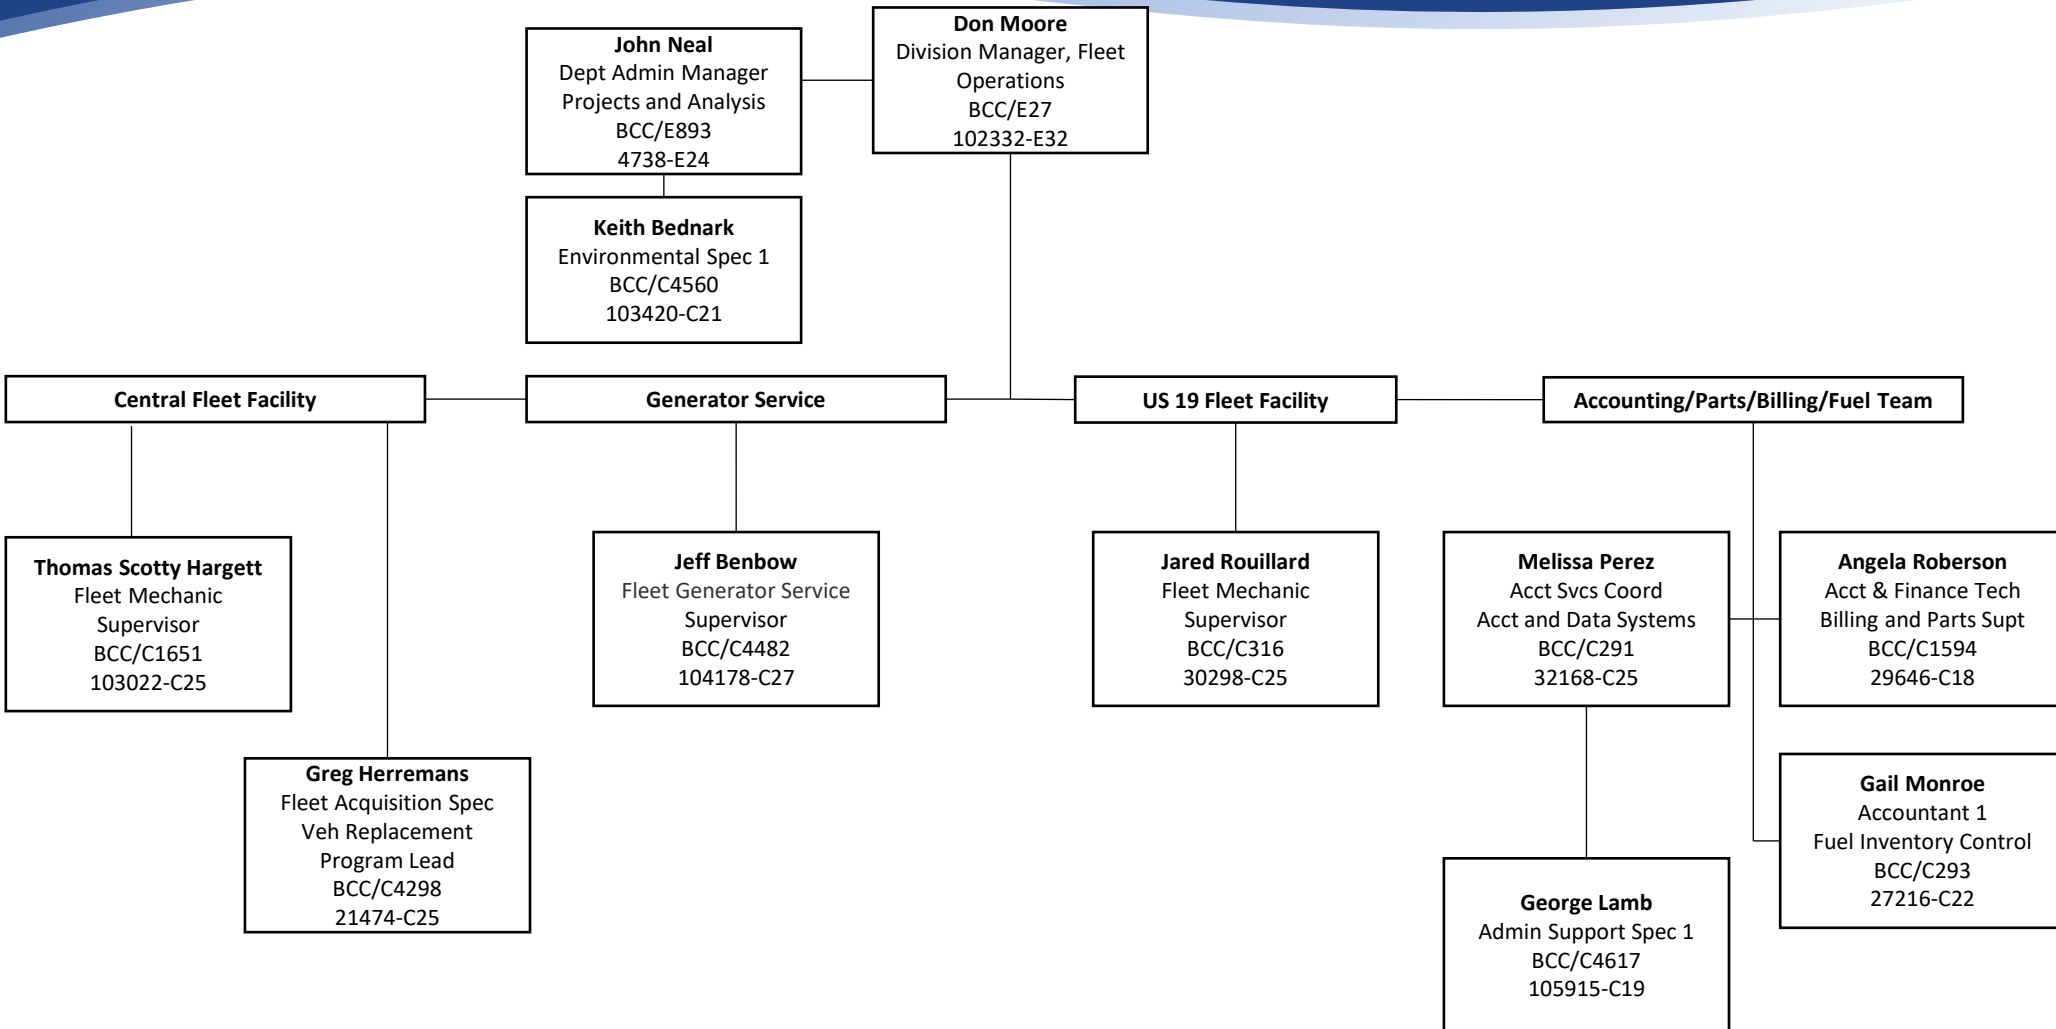 John Neal
Dept Admin Manager
Projects and Analysis
BCC/E893
4738-E24
Don Moore
Division Manager, Fleet
Operations
BCC/E27
102332-E32
Keith Bednark
Environmental Spec 1
BCC/C4560
103420-C21
Central Fleet Facility
Generator Service
US 19 Fleet Facility
Accounting/Parts/Billing/Fuel Team
Thomas Scotty Hargett
Fleet Mechanic
Supervisor
BCC/C1651
103022-C25
Jeff Benbow
Fleet Generator Service
Supervisor
BCC/C4482
104178-C27
Jared Rouillard
Fleet Mechanic
Supervisor
BCC/C316
30298-C25
Melissa Perez
Acct Svcs Coord
Acct and Data Systems
BCC/C291
32168-C25
Angela Roberson
Acct & Finance Tech
Billing and Parts Supt
BCC/C1594
29646-C18
Greg Herremans
Fleet Acquisition Spec
Veh Replacement
Program Lead
BCC/C4298
21474-C25
Gail Monroe
Accountant 1
Fuel Inventory Control
BCC/C293
27216-C22
George Lamb
Admin Support Spec 1
BCC/C4617
105915-C19